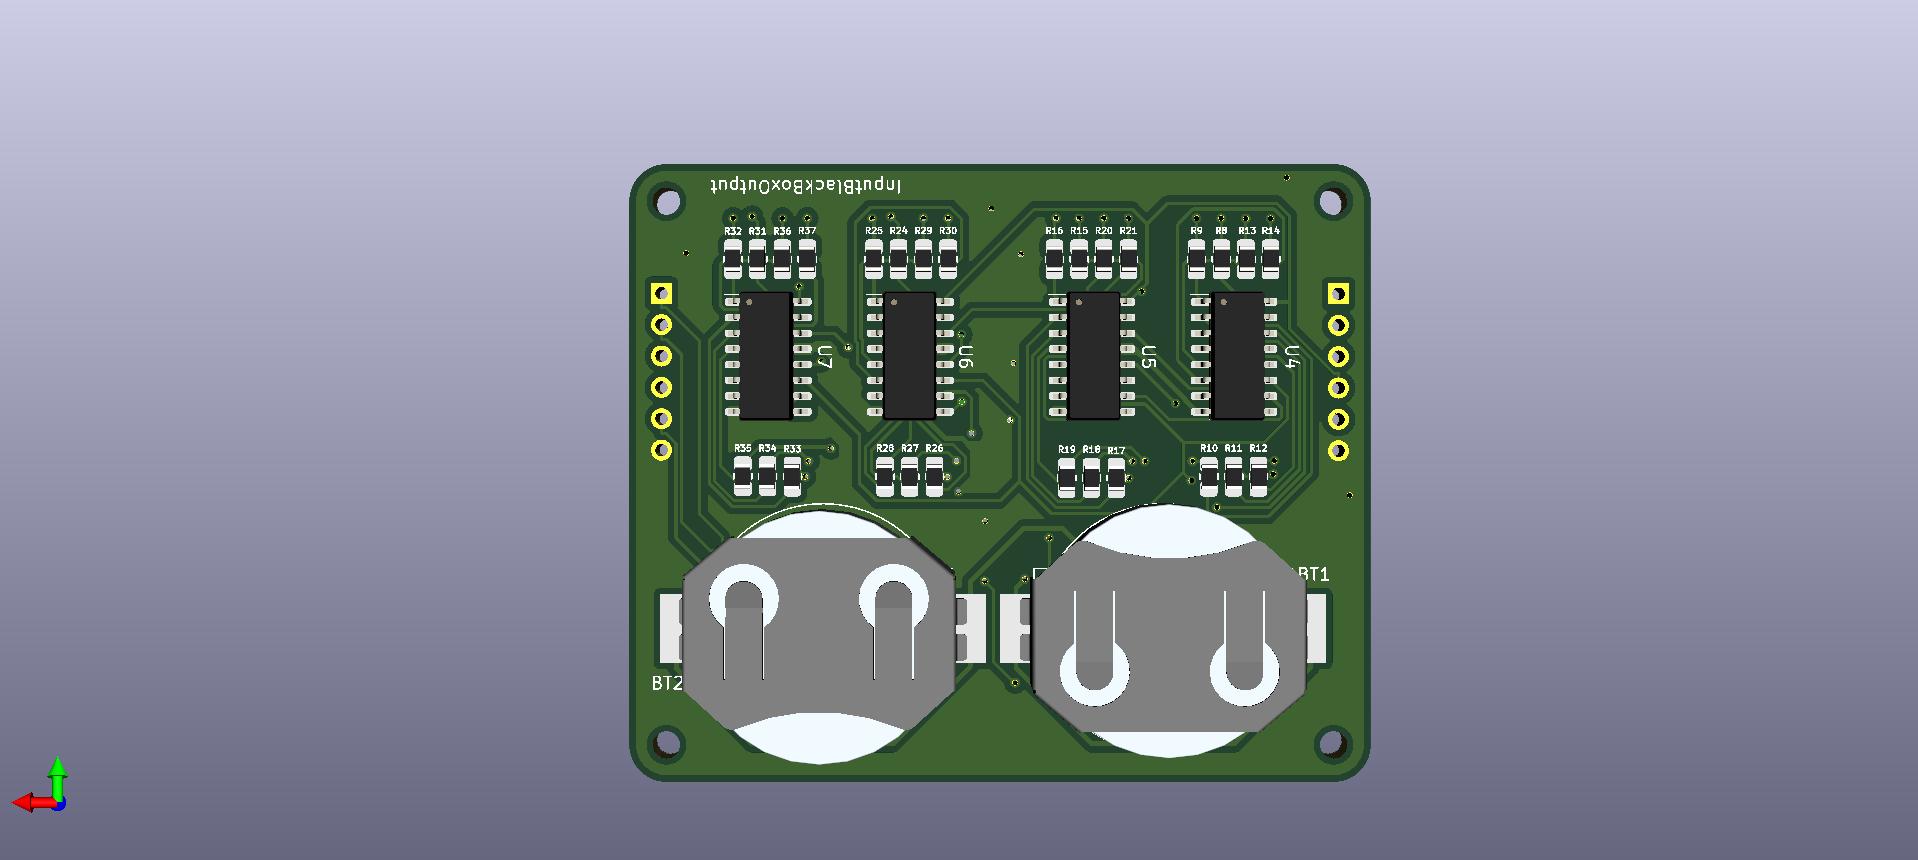 InputBlackBoxOutput
R32 R31 R36 R37 R25 R24 R29 R30 R16 R15 R20 R21 R9 R8 R13 R14
U7 U6 U5 U4
R35 R34 R33 R28 R27 R26 R19 R18 R17 R10 R11 R12
BT1
BT2